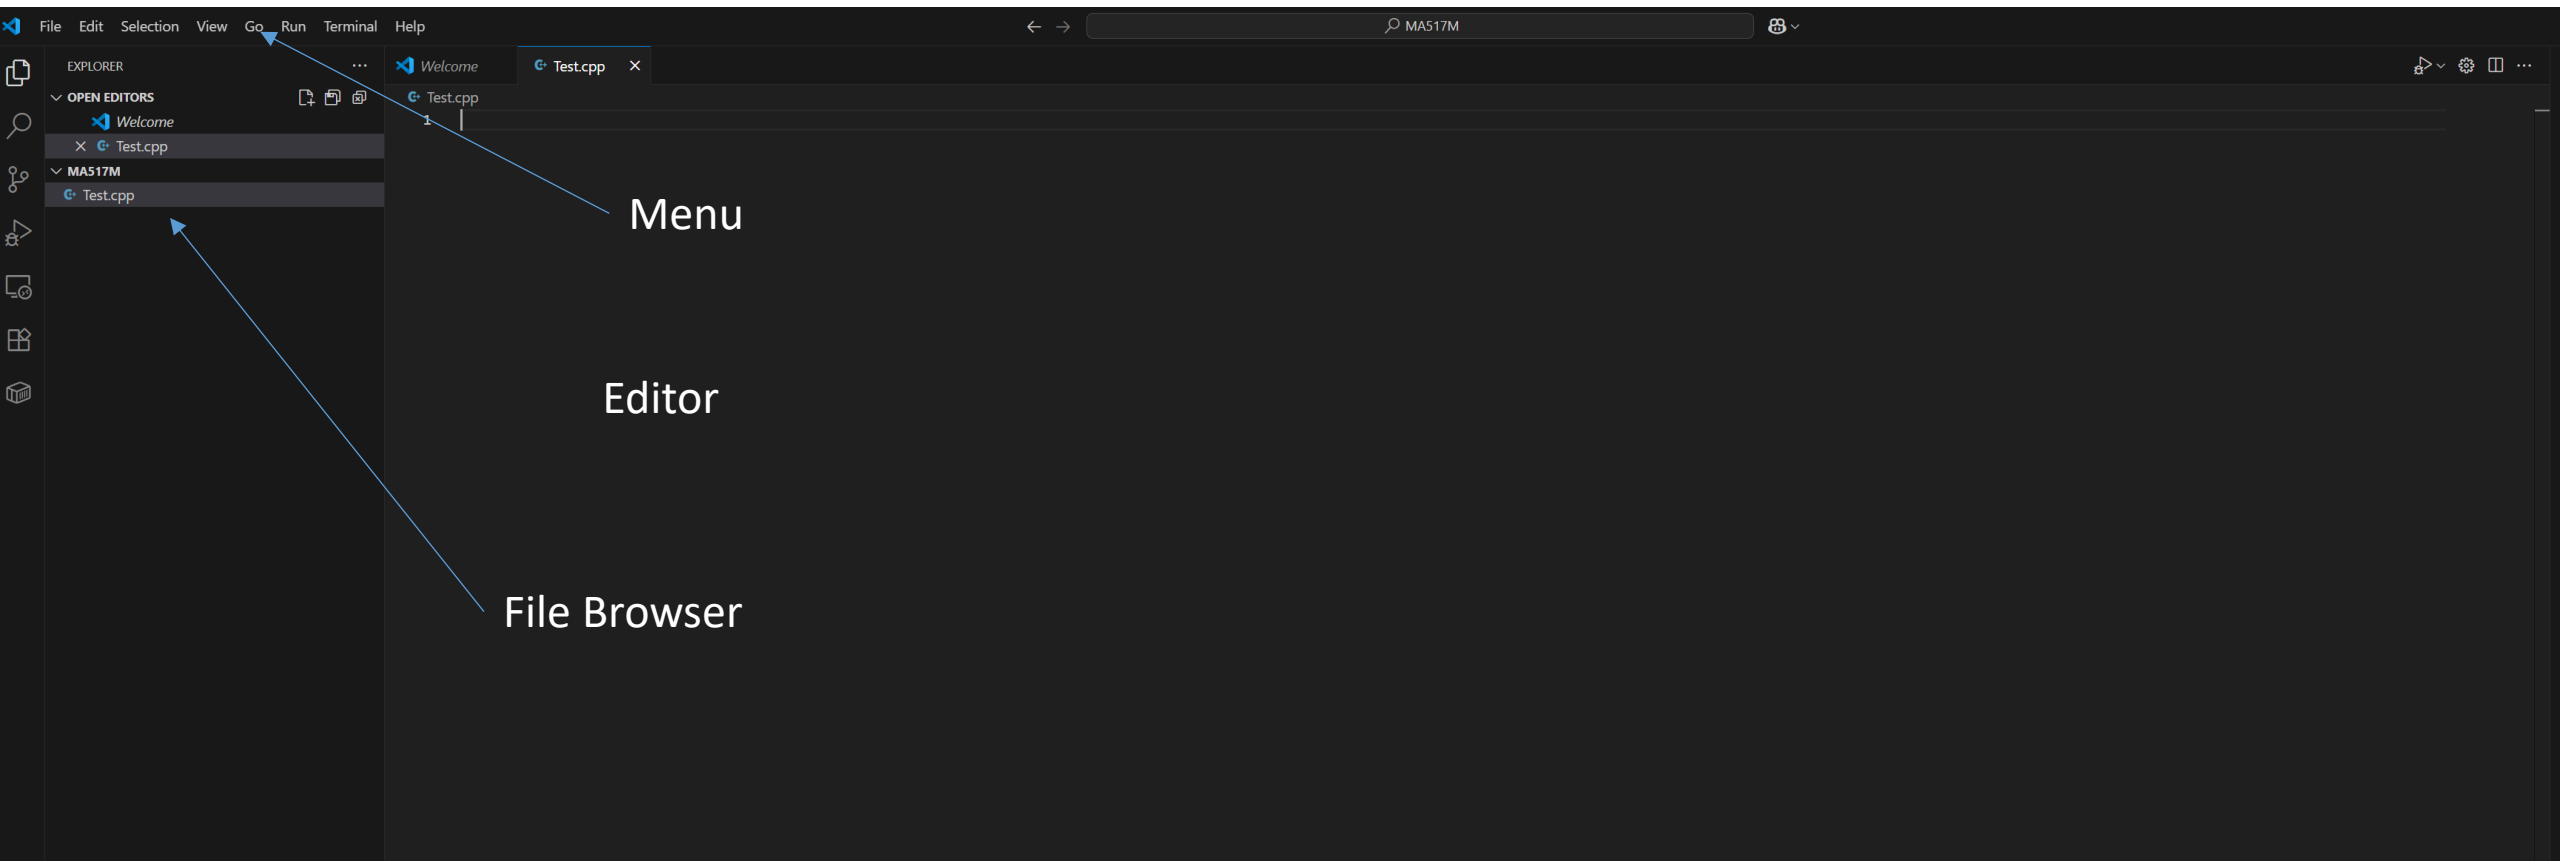 File Edit Selection View Go Run Terminal Help
MA517M
EXPLORER
Welcome
Test.cpp
OPEN EDITORS
Test.cpp
Welcome
1
Test.cpp
MA517M
Test.cpp
Menu
Editor
File Browser